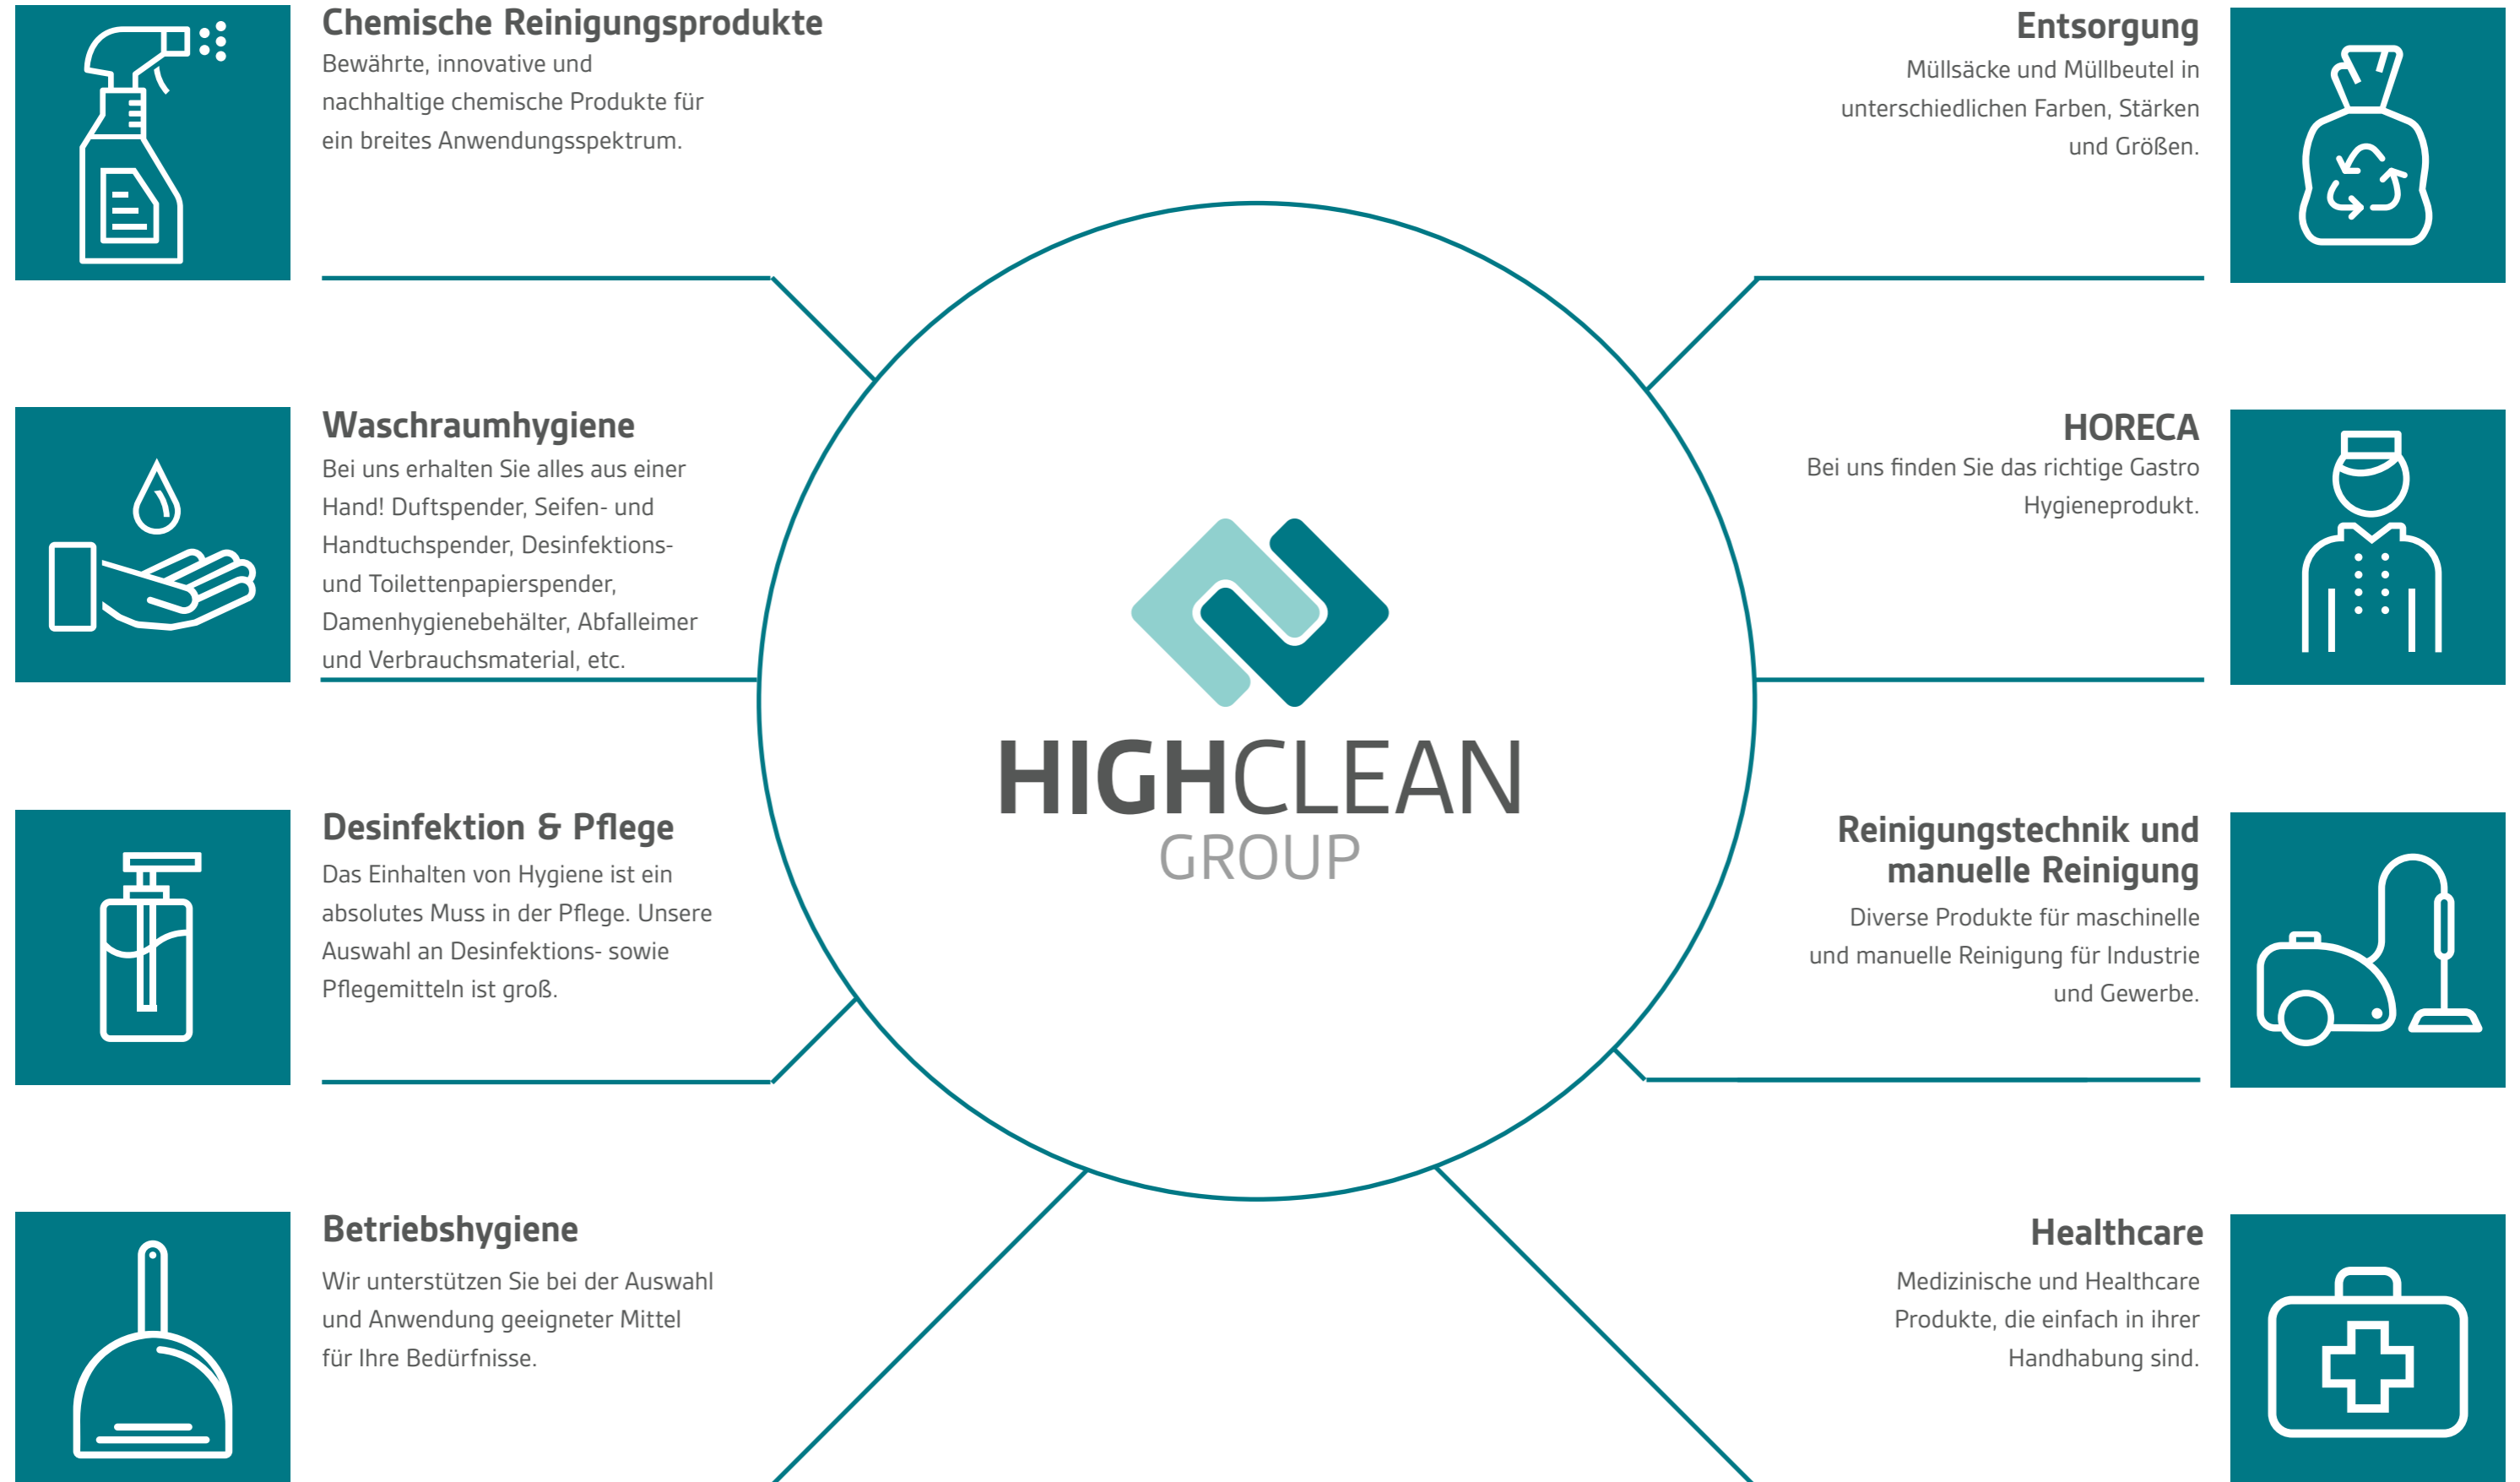 Chemische Reinigungsprodukte
Bewährte, innovative und
nachhaltige chemische Produkte für
ein breites Anwendungsspektrum.
Waschraumhygiene
Bei uns erhalten Sie alles aus einer
Hand! Duftspender, Seifen- und
Handtuchspender, Desinfektions-
und Toilettenpapierspender,
Damenhygienebehälter, Abfalleimer
und Verbrauchsmaterial, etc.
Desinfektion & Pflege
Das Einhalten von Hygiene ist ein
absolutes Muss in der Pflege. Unsere
Auswahl an Desinfektions- sowie
Pflegemitteln ist groß.
Betriebshygiene
Wir unterstützen Sie bei der Auswahl
und Anwendung geeigneter Mittel
für Ihre Bedürfnisse.
HIGHCLEAN
GROUP
Entsorgung
Müllsäcke und Müllbeutel in
unterschiedlichen Farben, Stärken
und Größen.
HORECA
Bei uns finden Sie das richtige Gastro
Hygieneprodukt.
Reinigungstechnik und
manuelle Reinigung
Diverse Produkte für maschinelle
und manuelle Reinigung für Industrie
und Gewerbe.
Healthcare
Medizinische und Healthcare
Produkte, die einfach in ihrer
Handhabung sind.